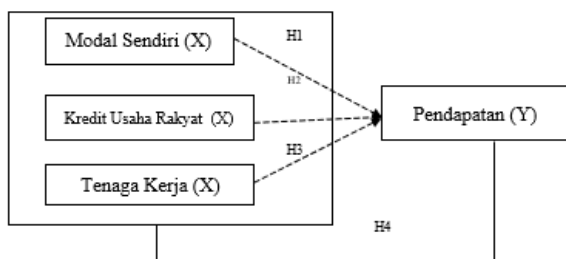 Modal Sendiri (X)
H1
H2
Kredit Usaha Rakyat (X)
Pendapatan (Y)
H3
Tenaga Kerja (X)
H4